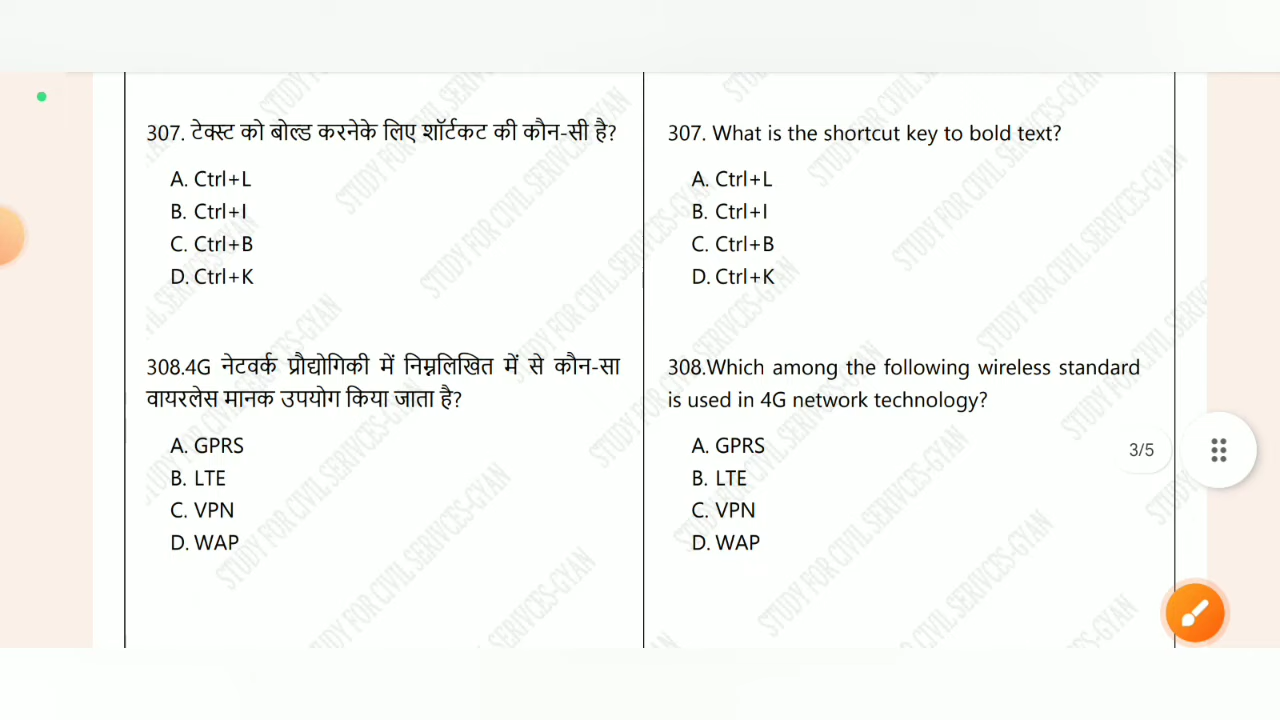 307. टेक्स्ट को बोल्ड करनेके लिए शॉर्टकट की कौन-सी है?
A. Ctrl+L
B. Ctrl+I
C. Ctrl+B
D. Ctrl+K
308.4G नेटवर्क प्रौद्योगिकी में निम्नलिखित में से कौन-सा
वायरलेस मानक उपयोग किया जाता है?
A. GPRS
B. LTE
C. VPN
D. WAP
307. What is the shortcut key to bold text?
A. Ctrl+L
B. Ctrl+I
C. Ctrl+B
D. Ctrl+K
308.Which among the following wireless standard
is used in 4G network technology?
A. GPRS
B. LTE
C. VPN
D. WAP
3/5
STUDY FOR CIVIL SERIVCES-GYAN